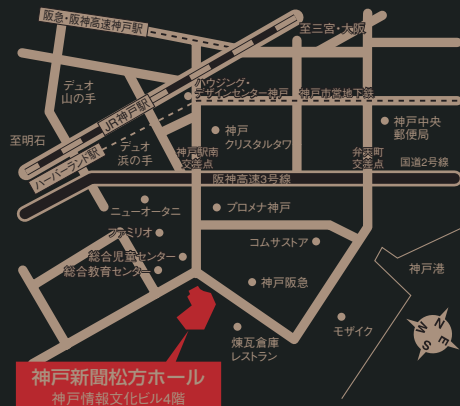 阪急・阪神高速神戸駅
至三宮・大阪
デュオ
山の手
ハウジング・
デザインセンター神戸
神戸市営地下鉄
JR神戸駅
神戸
クリスタルタワ
神戸中央
郵便局
至明石
デュオ
浜の手
神戸駅南
交差点
弁天町
交差点
国道2号線
ハーバーランド駅
阪神高速3号線
ニューオータニ
プロメナ神戸
ファミリオ
コムサストア
総合児童センター
総合教育センター
神戸阪急
神戸港
モザイク
煉瓦倉庫
レストラン
N
E
S
W
神戸新聞松方ホール
神戸情報文化ビル4階